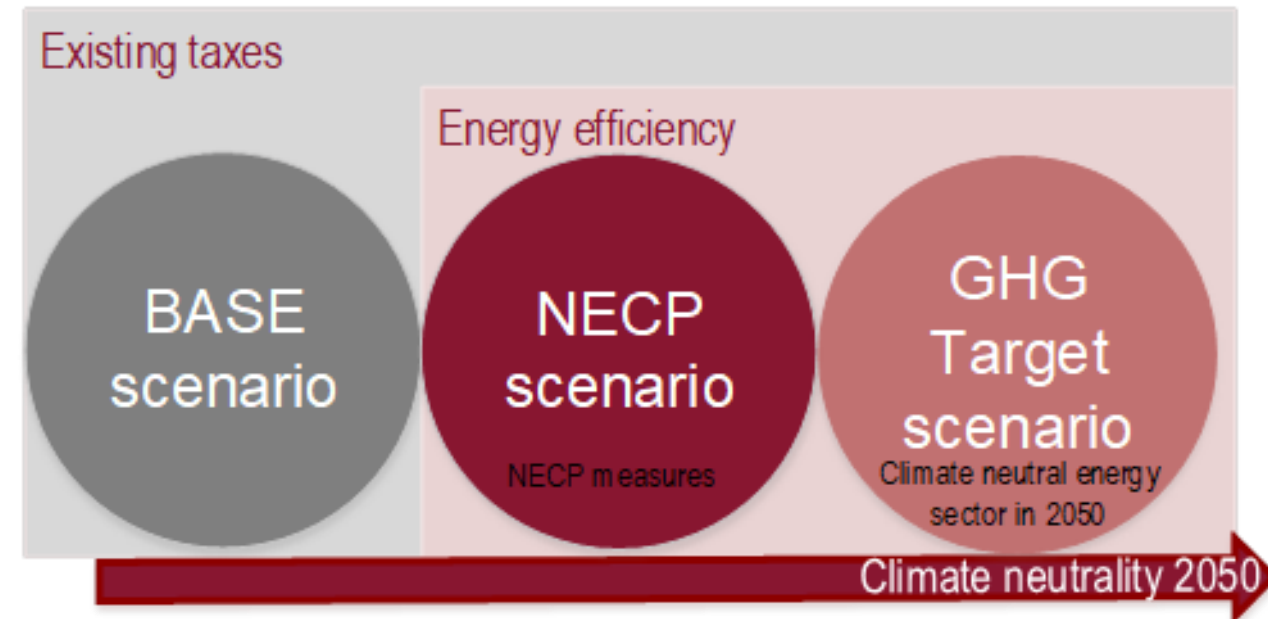 Existing taxes
Energy efficiency
BASE
scenario
NECP
scenario
NECP measures
GHG
Target
scenario
Climate neutral energy
sector in 2050
Climate neutrality 2050